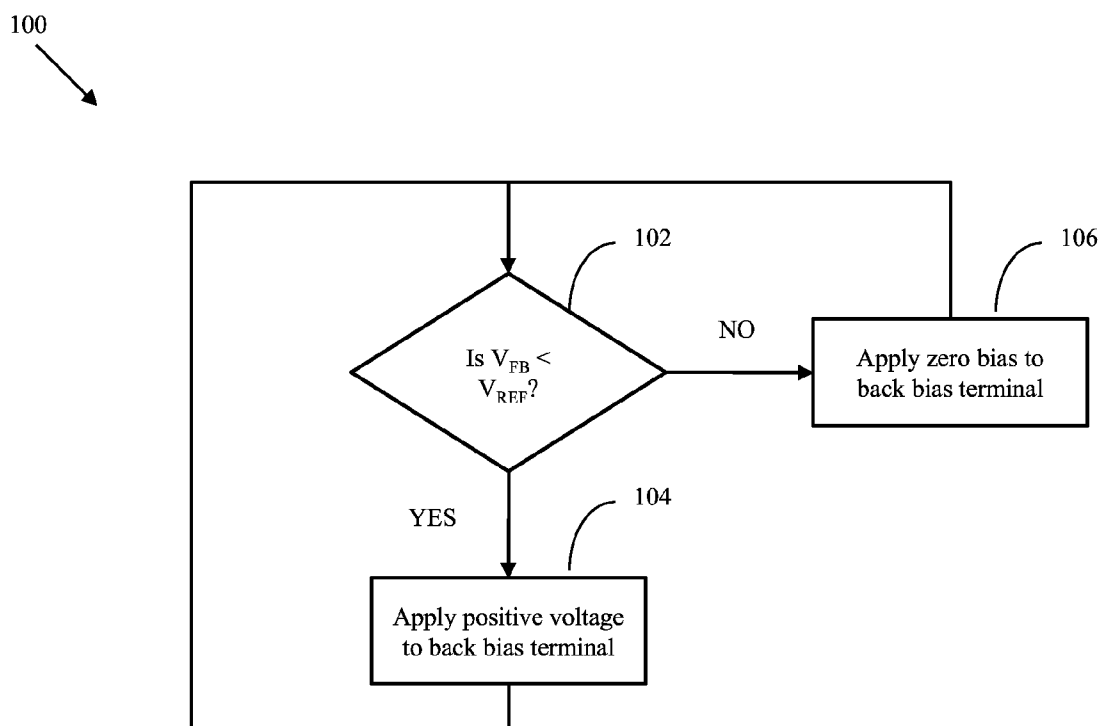 100
102
106
NO
Is V_FB <
V_REF?
Apply zero bias to
back bias terminal
104
YES
Apply positive voltage
to back bias terminal